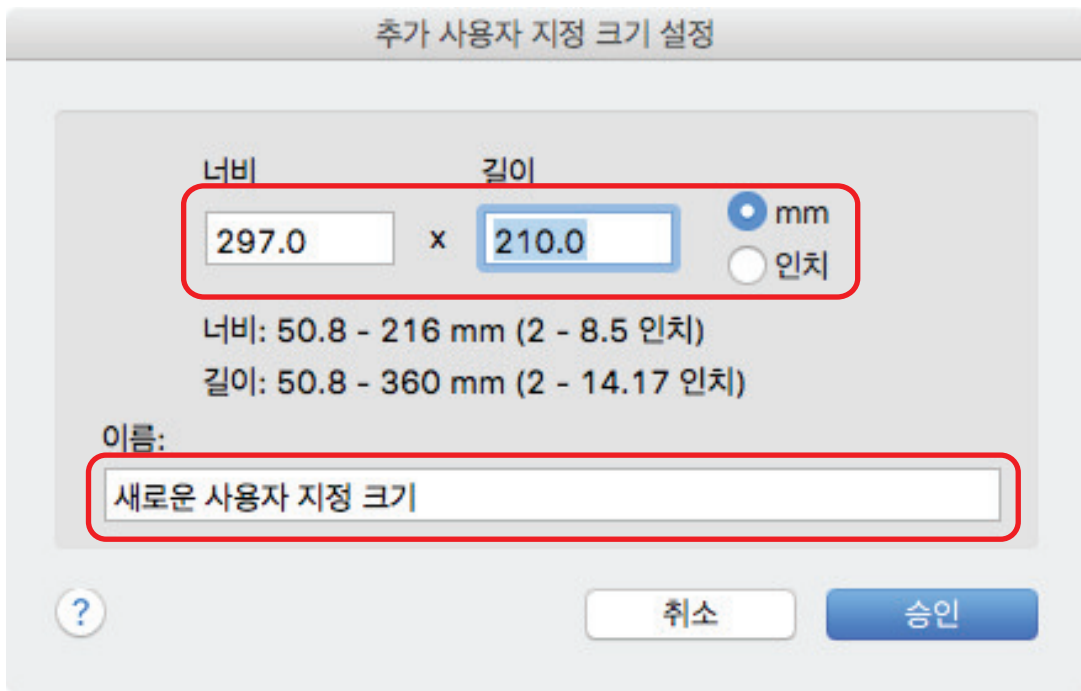 추가 사용자 지정 크기 설정
너비 길이
297.0 x 210.0 mm
인치
너비: 50.8 - 216 mm (2 - 8.5 인치)
길이: 50.8 - 360 mm (2 - 14.17 인치)
이름:
새로운 사용자 지정 크기
? 취소 승인